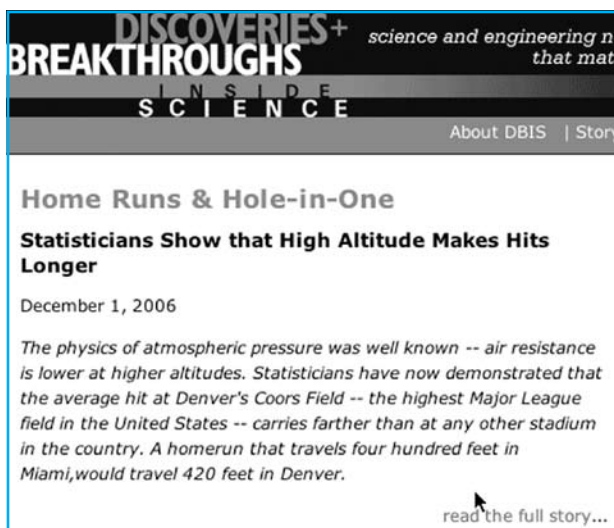 DISCOVERIES+
BREAKTHROUGHS
INSIDE
SCIENCE
science and engineering n
that mat
About DBIS | Story
Home Runs & Hole-in-One
Statisticians Show that High Altitude Makes Hits
Longer
December 1, 2006
The physics of atmospheric pressure was well known -- air resistance
is lower at higher altitudes. Statisticians have now demonstrated that
the average hit at Denver's Coors Field -- the highest Major League
field in the United States -- carries farther than at any other stadium
in the country. A homerun that travels four hundred feet in
Miami,would travel 420 feet in Denver.
read the full story...